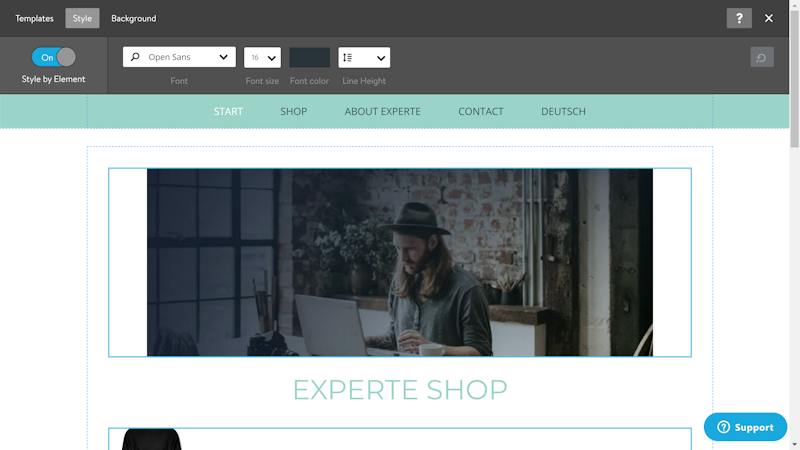 Templates Style Background ? ×
On Open Sans 16
Style by Element Font Font size Font color Line Height
START SHOP ABOUT EXPERTE CONTACT DEUTSCH
EXPERTE SHOP
? Support